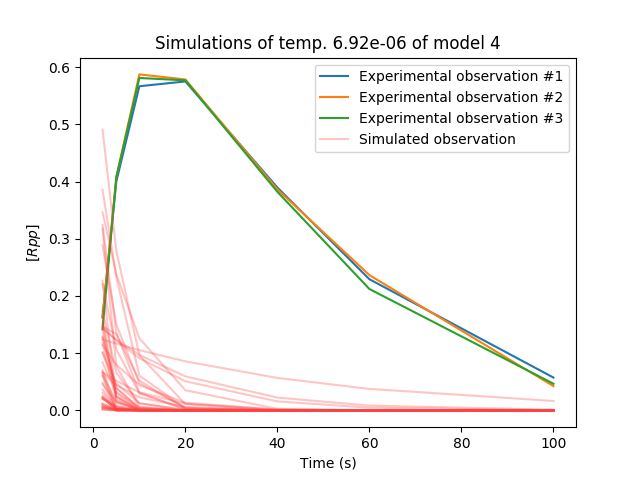 Simulations of temp. 6.92e-06 of model 4
Experimental observation #1
Experimental observation #2
Experimental observation #3
Simulated observation
0.6
0.5
0.4
0.3
0.2
0.1
0.0
[Rpp]
0 20 40 60 80 100
Time (s)